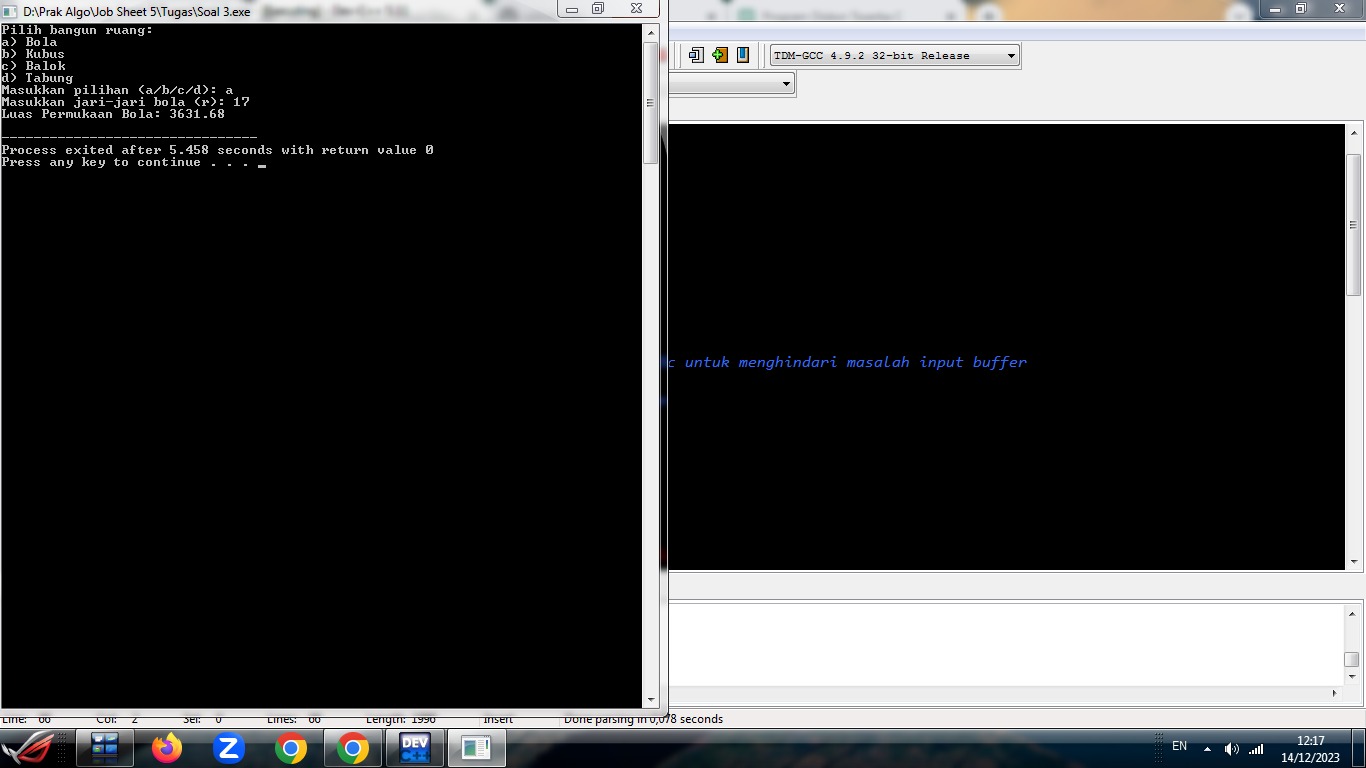 D:\Prak Algo\Job Sheet 5\Tugas\Soal 3.exe
Pilih bangun ruang:
a) Bola
b) Kubus
c) Balok
d) Tabung
Masukkan pilihan (a/b/c/d): a
Masukkan jari-jari bola (r): 17
Luas Permukaan Bola: 3631.68
--------------------------------
Process exited after 5.458 seconds with return value 0
Press any key to continue . . . _
TDM-GCC 4.9.2 32-bit Release
c untuk menghindari masalah input buffer
Line: 66 Col: 2 Sel: 0 Lines: 66 Length: 1990 Insert Done parsing in 0,078 seconds
DEV C++
EN
12:17
14/12/2023